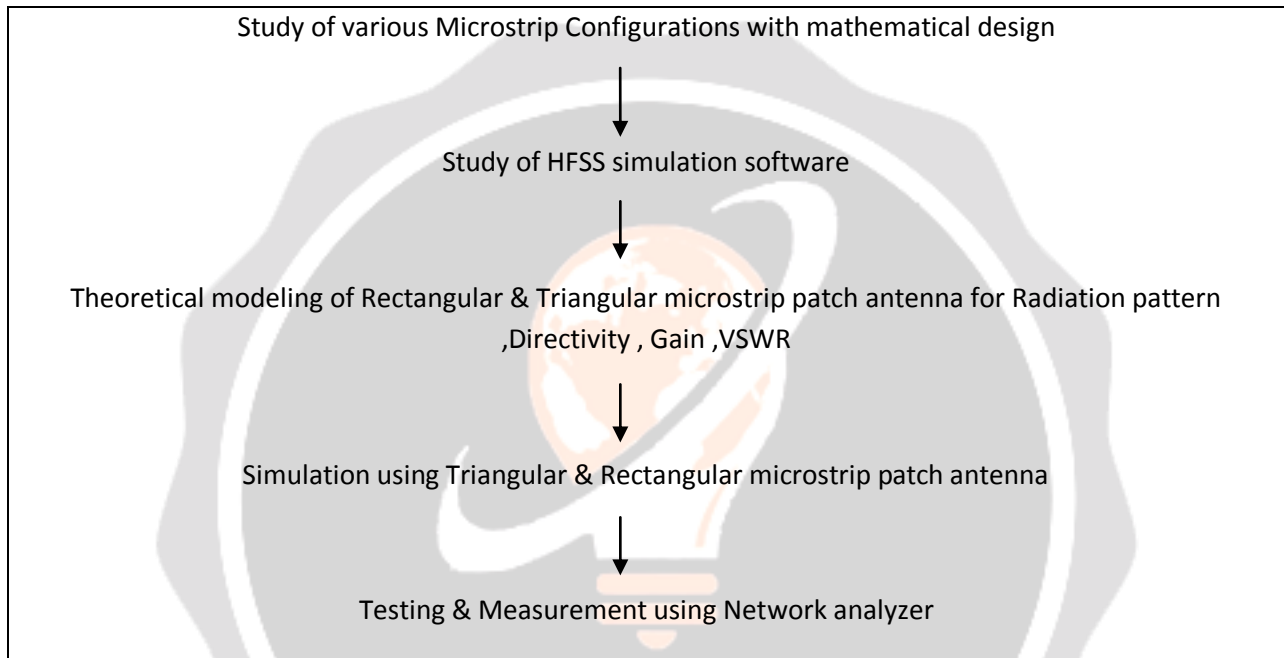 Study of various Microstrip Configurations with mathematical design
Study of HFSS simulation software
Theoretical modeling of Rectangular & Triangular microstrip patch antenna for Radiation pattern
,Directivity , Gain ,VSWR
Simulation using Triangular & Rectangular microstrip patch antenna
Testing & Measurement using Network analyzer